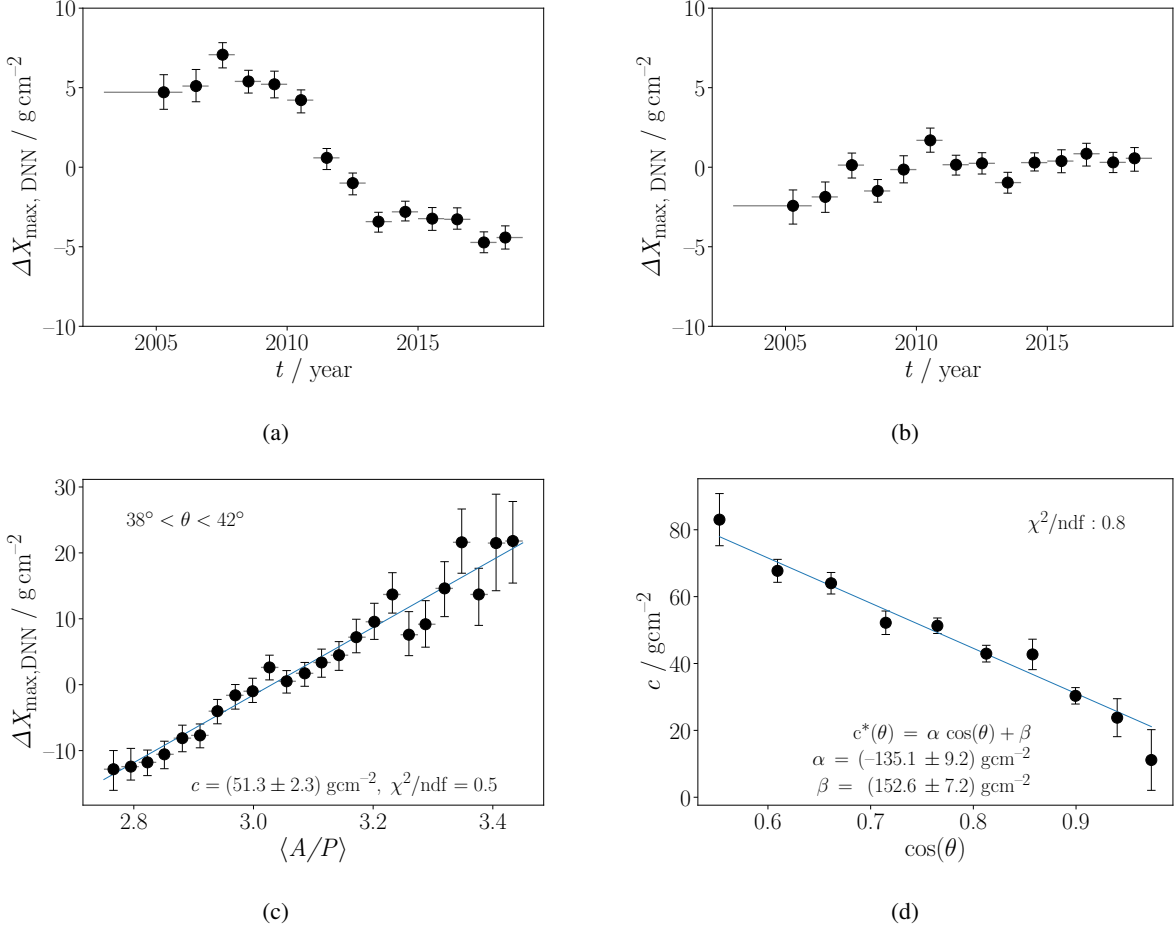 10
5
0
–5
–10
ΔX_max, DNN / g cm⁻²
2005 2010 2015
t / year
(a)
10
5
0
–5
–10
ΔX_max, DNN / g cm⁻²
2005 2010 2015
t / year
(b)
30
20
10
0
–10
ΔX_max,DNN / g cm⁻²
38° < θ < 42°
c = (51.3 ± 2.3) gcm⁻², χ²/ndf = 0.5
2.8 3.0 3.2 3.4
⟨A/P⟩
(c)
80
60
40
20
0
c / gcm⁻²
χ²/ndf : 0.8
c*(θ) = α cos(θ) + β
α = (–135.1 ± 9.2) gcm⁻²
β = (152.6 ± 7.2) gcm⁻²
0.6 0.7 0.8 0.9
cos(θ)
(d)